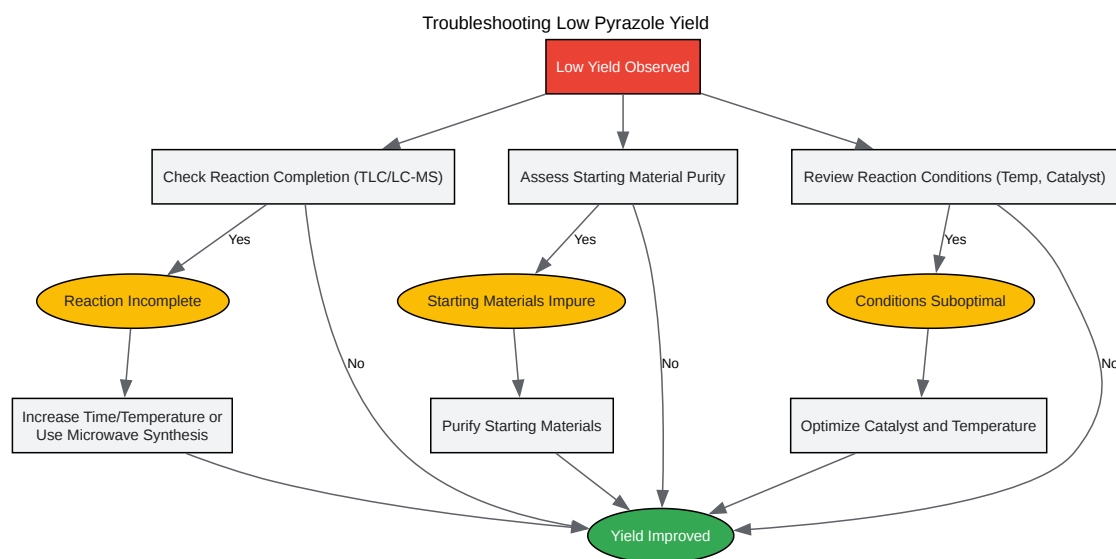 Troubleshooting Low Pyrazole Yield
Low Yield Observed
Check Reaction Completion (TLC/LC-MS)
Assess Starting Material Purity
Review Reaction Conditions (Temp, Catalyst)
Yes
Yes
Yes
Reaction Incomplete
Starting Materials Impure
Conditions Suboptimal
No
No
No
Increase Time/Temperature or
Use Microwave Synthesis
Purify Starting Materials
Optimize Catalyst and Temperature
Yield Improved